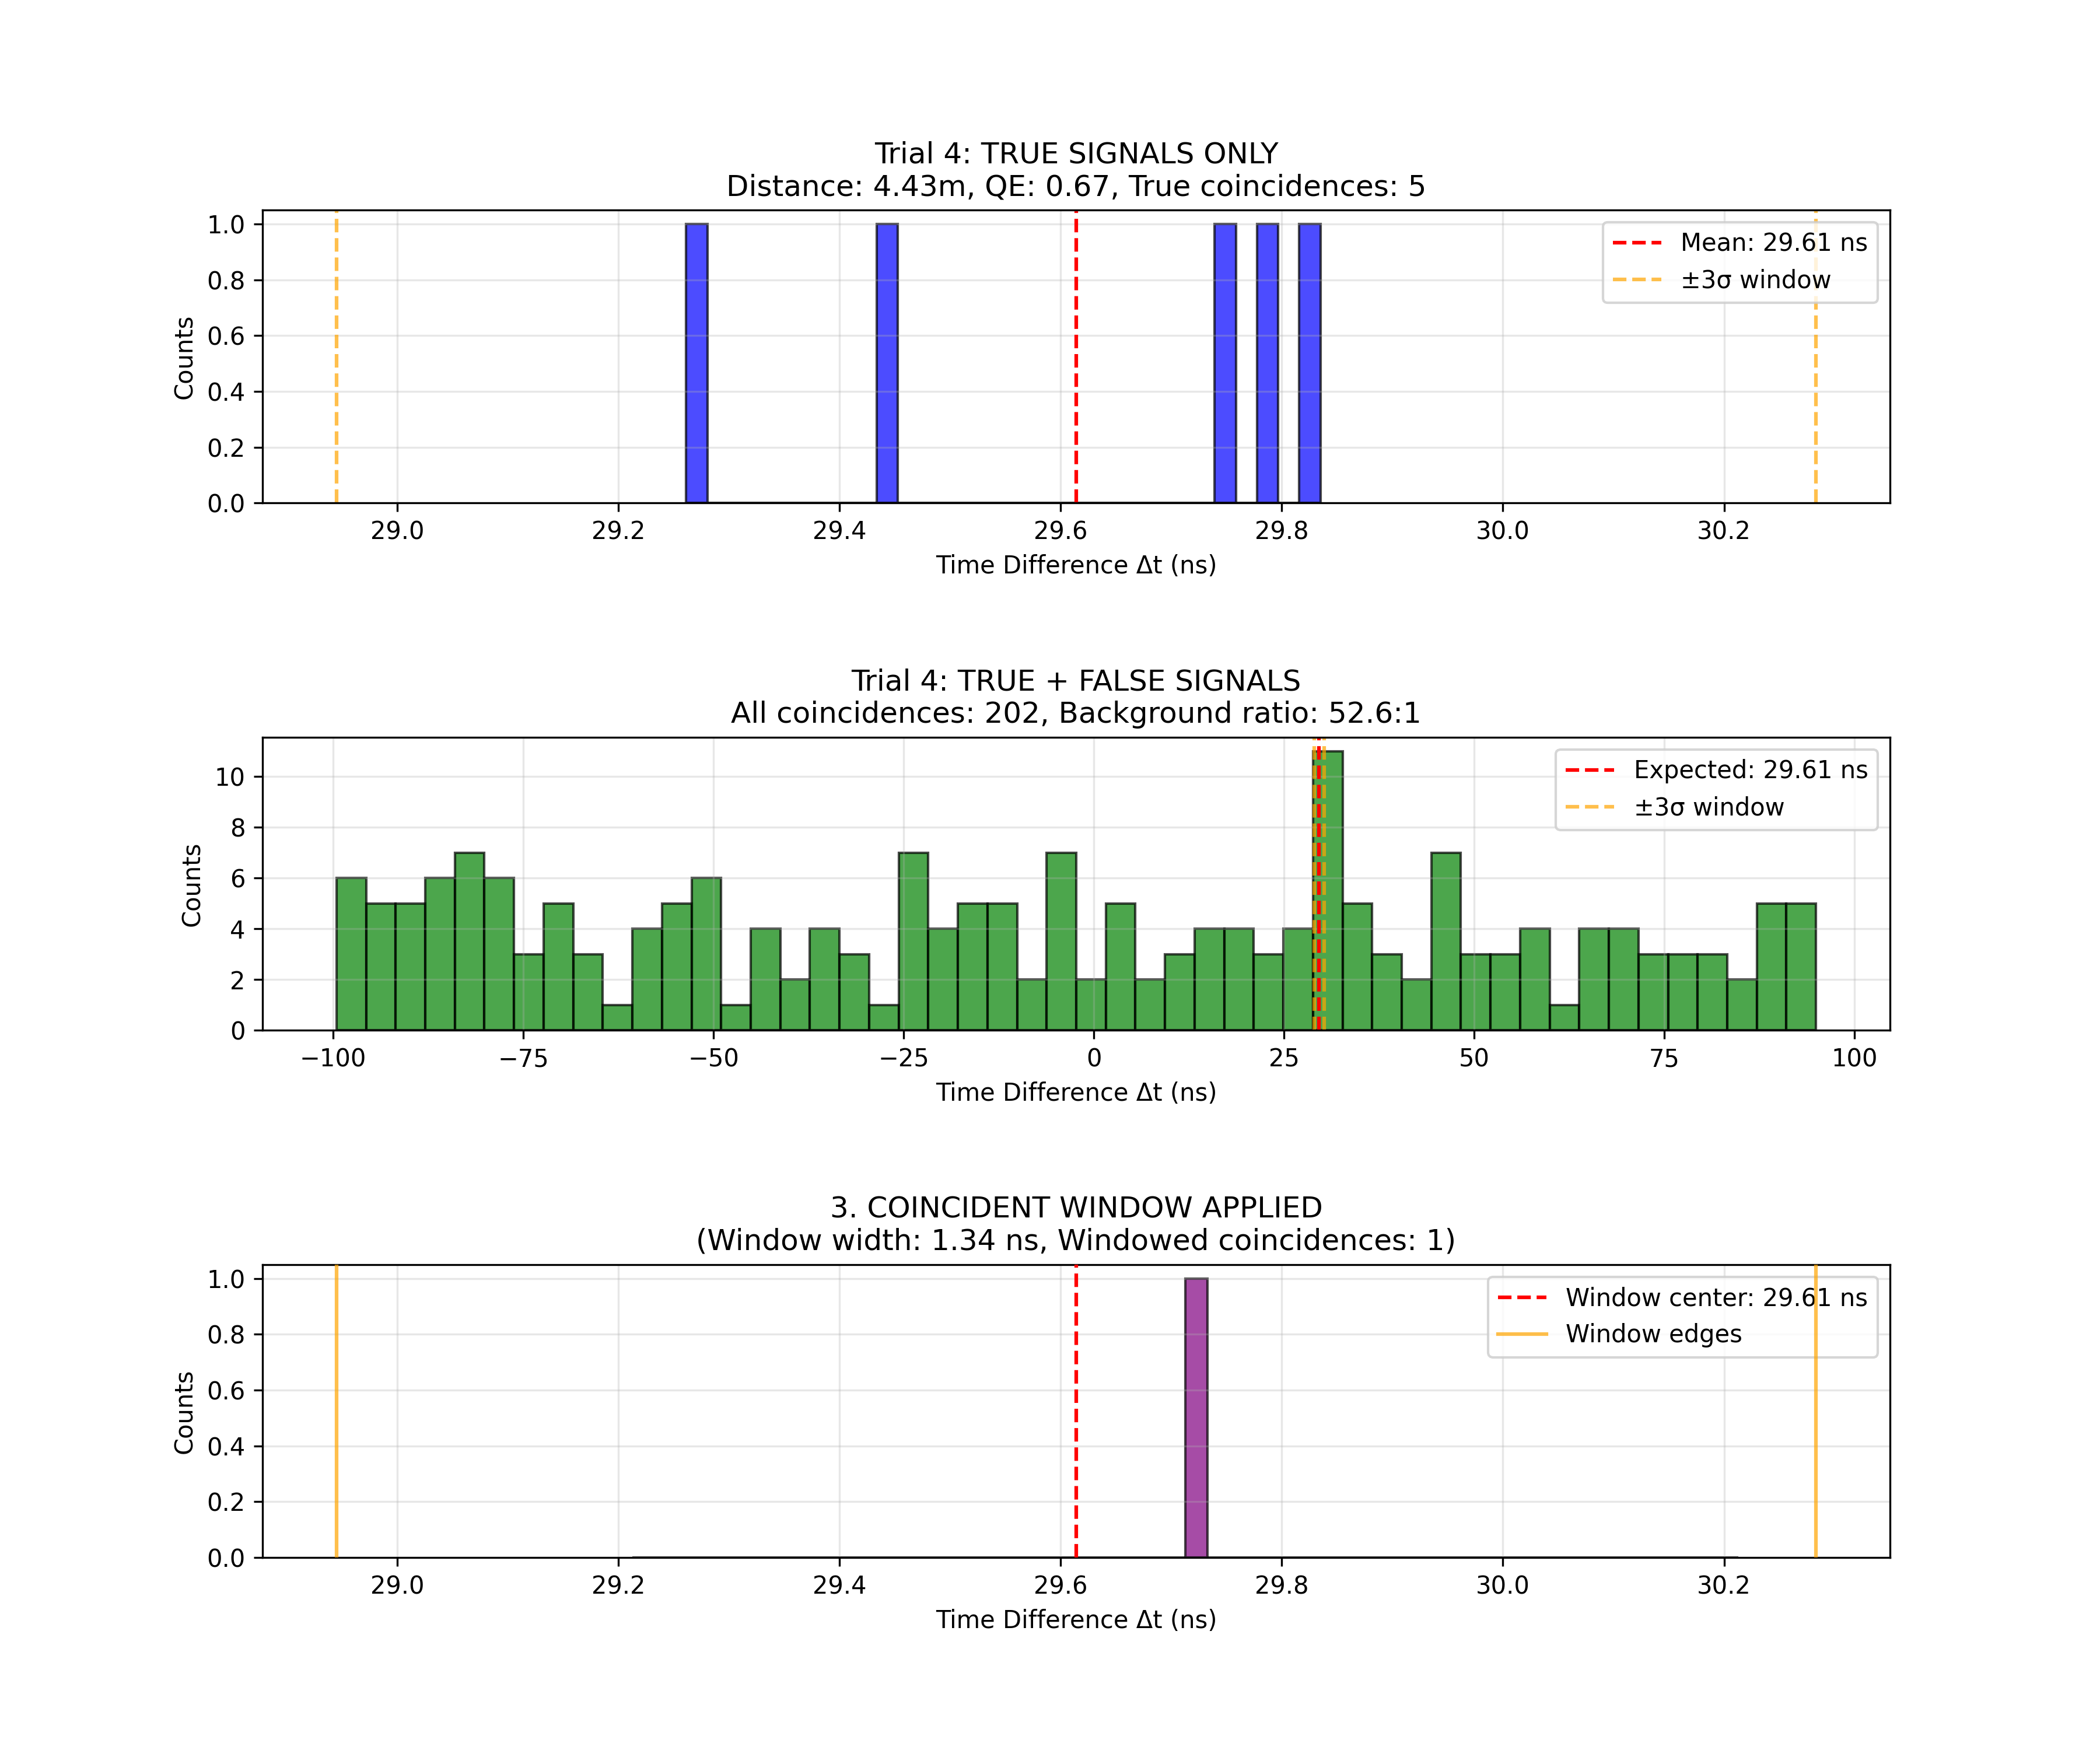 Trial 4: TRUE SIGNALS ONLY
Distance: 4.43m, QE: 0.67, True coincidences: 5
Counts
1.0
0.8
0.6
0.4
0.2
0.0
Mean: 29.61 ns
±3σ window
29.0 29.2 29.4 29.6 29.8 30.0 30.2
Time Difference Δt (ns)
Trial 4: TRUE + FALSE SIGNALS
All coincidences: 202, Background ratio: 52.6:1
Counts
10
8
6
4
2
0
Expected: 29.61 ns
±3σ window
−100 −75 −50 −25 0 25 50 75 100
Time Difference Δt (ns)
3. COINCIDENT WINDOW APPLIED
(Window width: 1.34 ns, Windowed coincidences: 1)
Counts
1.0
0.8
0.6
0.4
0.2
0.0
Window center: 29.61 ns
Window edges
29.0 29.2 29.4 29.6 29.8 30.0 30.2
Time Difference Δt (ns)